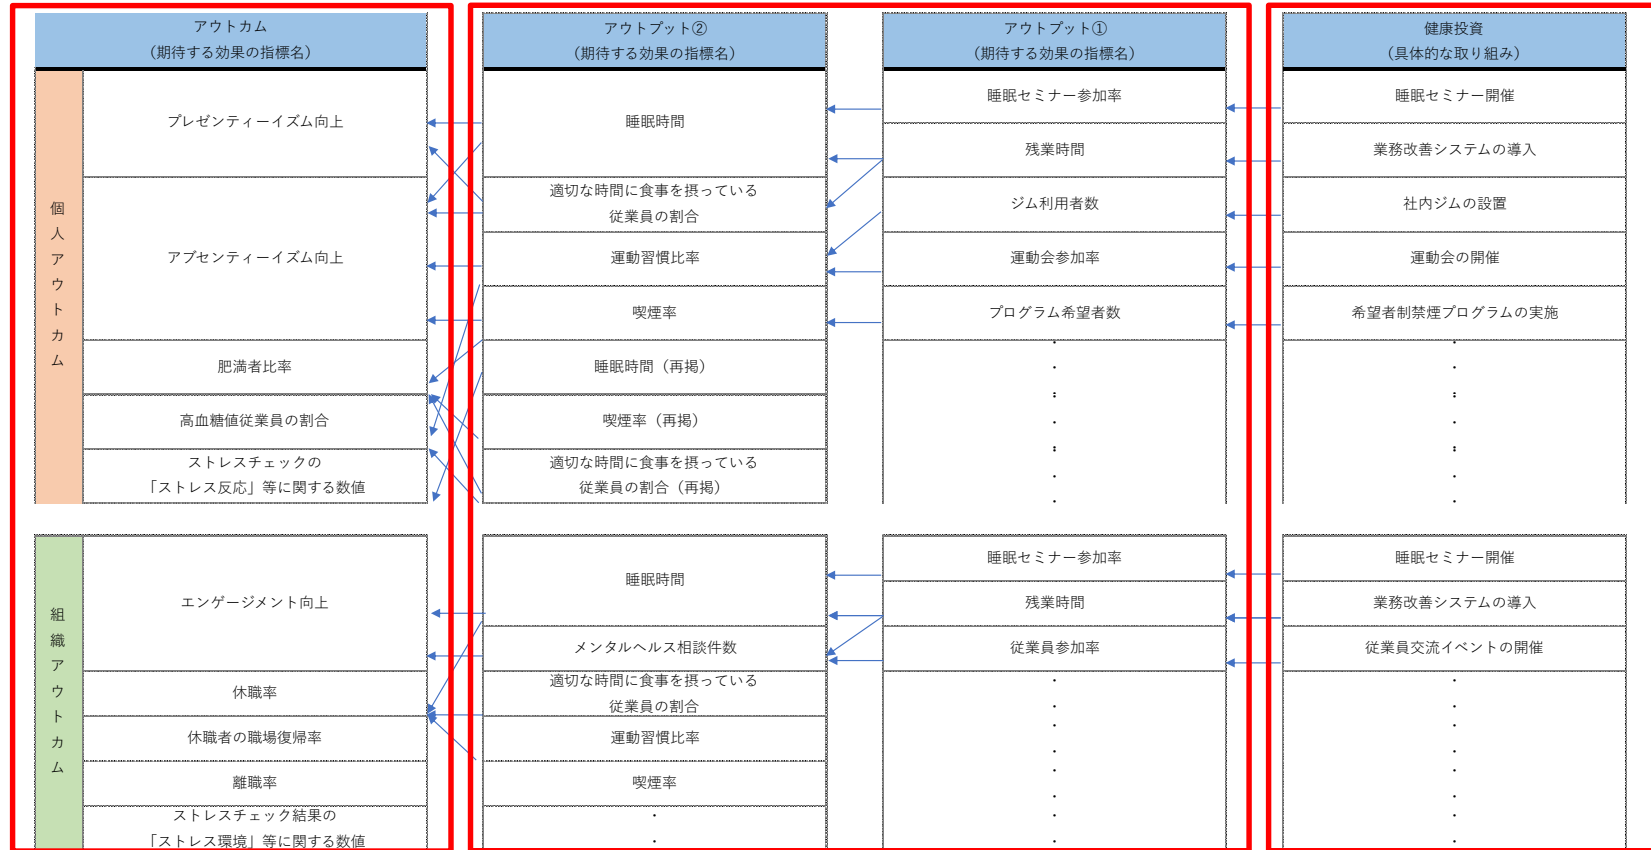 アウトカム
(期待する効果の指標名)
アウトプット②
(期待する効果の指標名)
アウトプット①
(期待する効果の指標名)
健康投資
(具体的な取り組み)
個人アウトカム
プレゼンティーイズム向上
アブセンティーイズム向上
肥満者比率
高血糖値従業員の割合
ストレスチェックの
「ストレス反応」等に関する数値
睡眠時間
適切な時間に食事を摂っている
従業員の割合
運動習慣比率
喫煙率
睡眠時間(再掲)
喫煙率(再掲)
適切な時間に食事を摂っている
従業員の割合(再掲)
睡眠セミナー参加率
残業時間
ジム利用者数
運動会参加率
プログラム希望者数
睡眠セミナー開催
業務改善システムの導入
社内ジムの設置
運動会の開催
希望者制禁煙プログラムの実施
組織アウトカム
エンゲージメント向上
休職率
休職者の職場復帰率
離職率
ストレスチェック結果の
「ストレス環境」等に関する数値
睡眠時間
メンタルヘルス相談件数
適切な時間に食事を摂っている
従業員の割合
運動習慣比率
喫煙率
睡眠セミナー参加率
残業時間
従業員参加率
睡眠セミナー開催
業務改善システムの導入
従業員交流イベントの開催